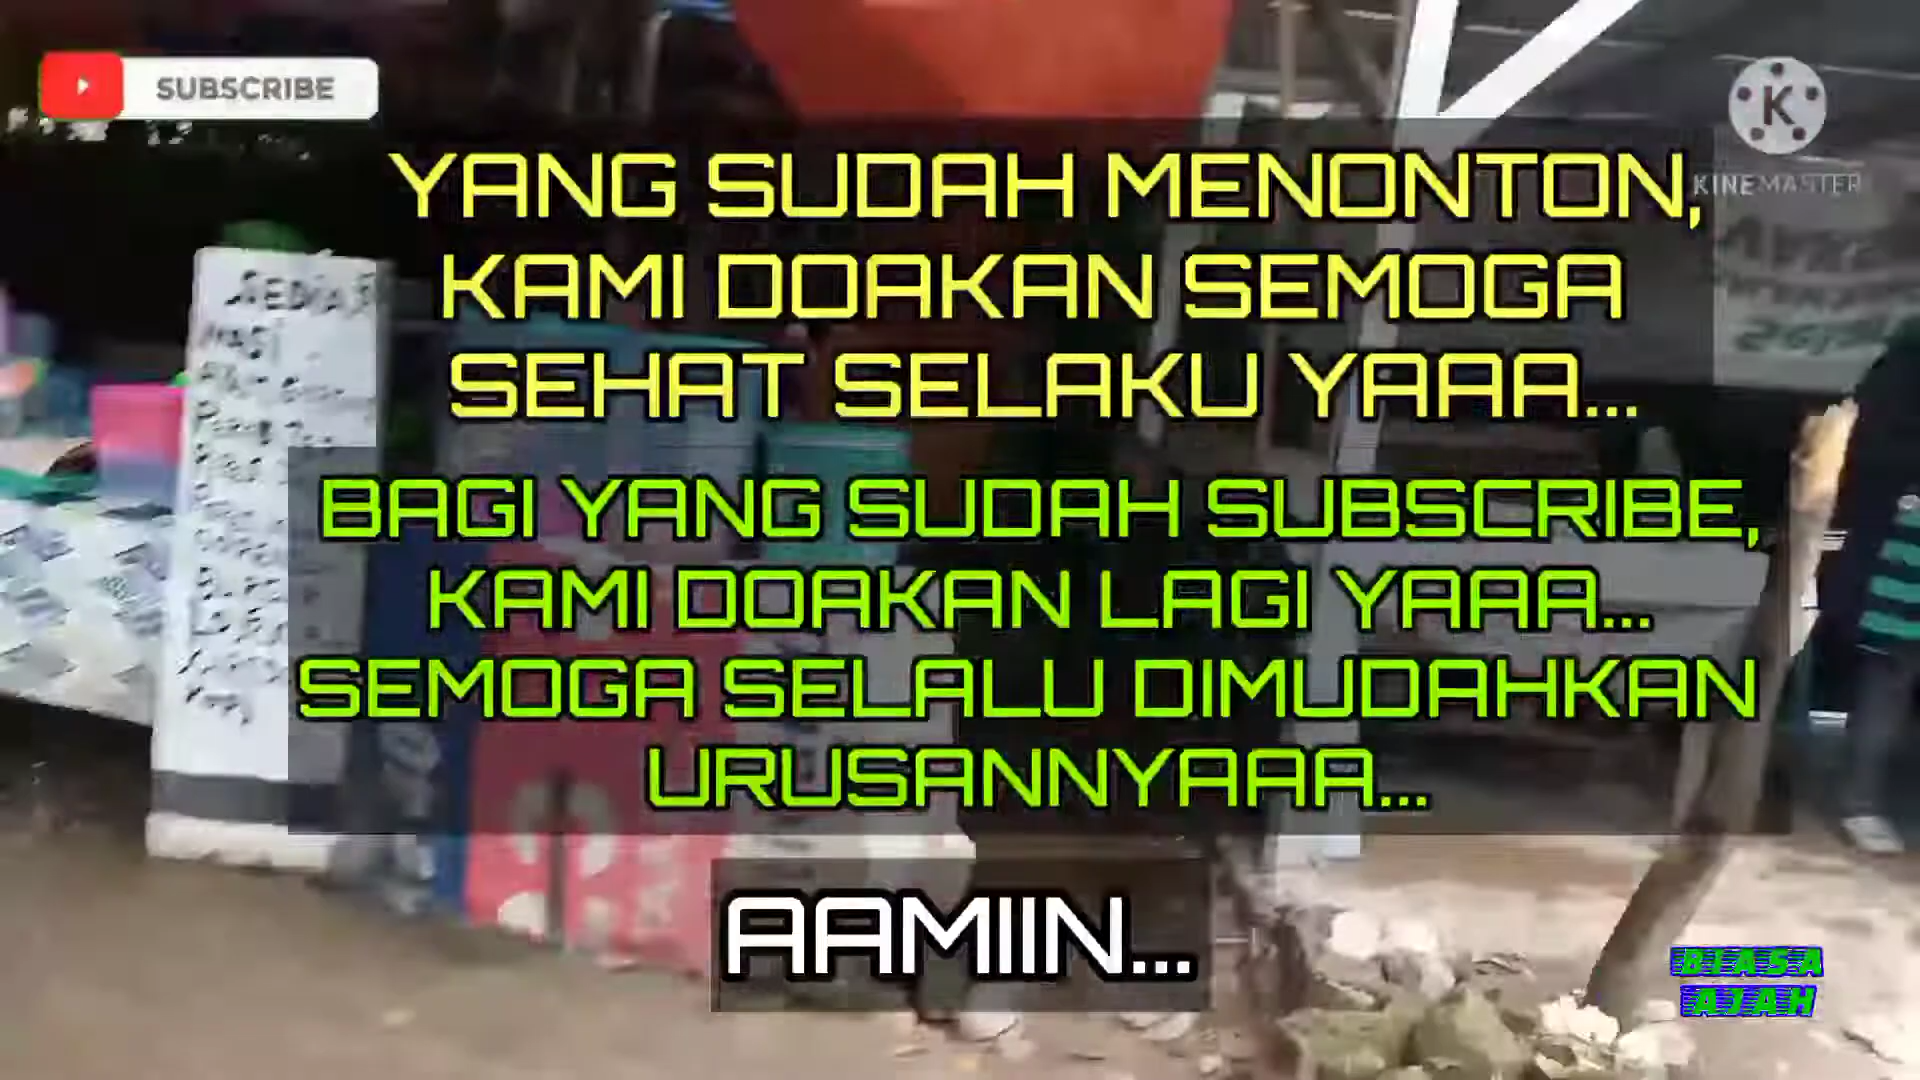 SUBSCRIBE
K
KINEMASTER
YANG SUDAH MENONTON,
KAMI DOAKAN SEMOGA
SEHAT SELAKU YAAA...
BAGI YANG SUDAH SUBSCRIBE,
KAMI DOAKAN LAGI YAAA...
SEMOGA SELALU DIMUDAHKAN
URUSANNYAAA...
AAMIIN...
SEDIA
BIASA
AJAH